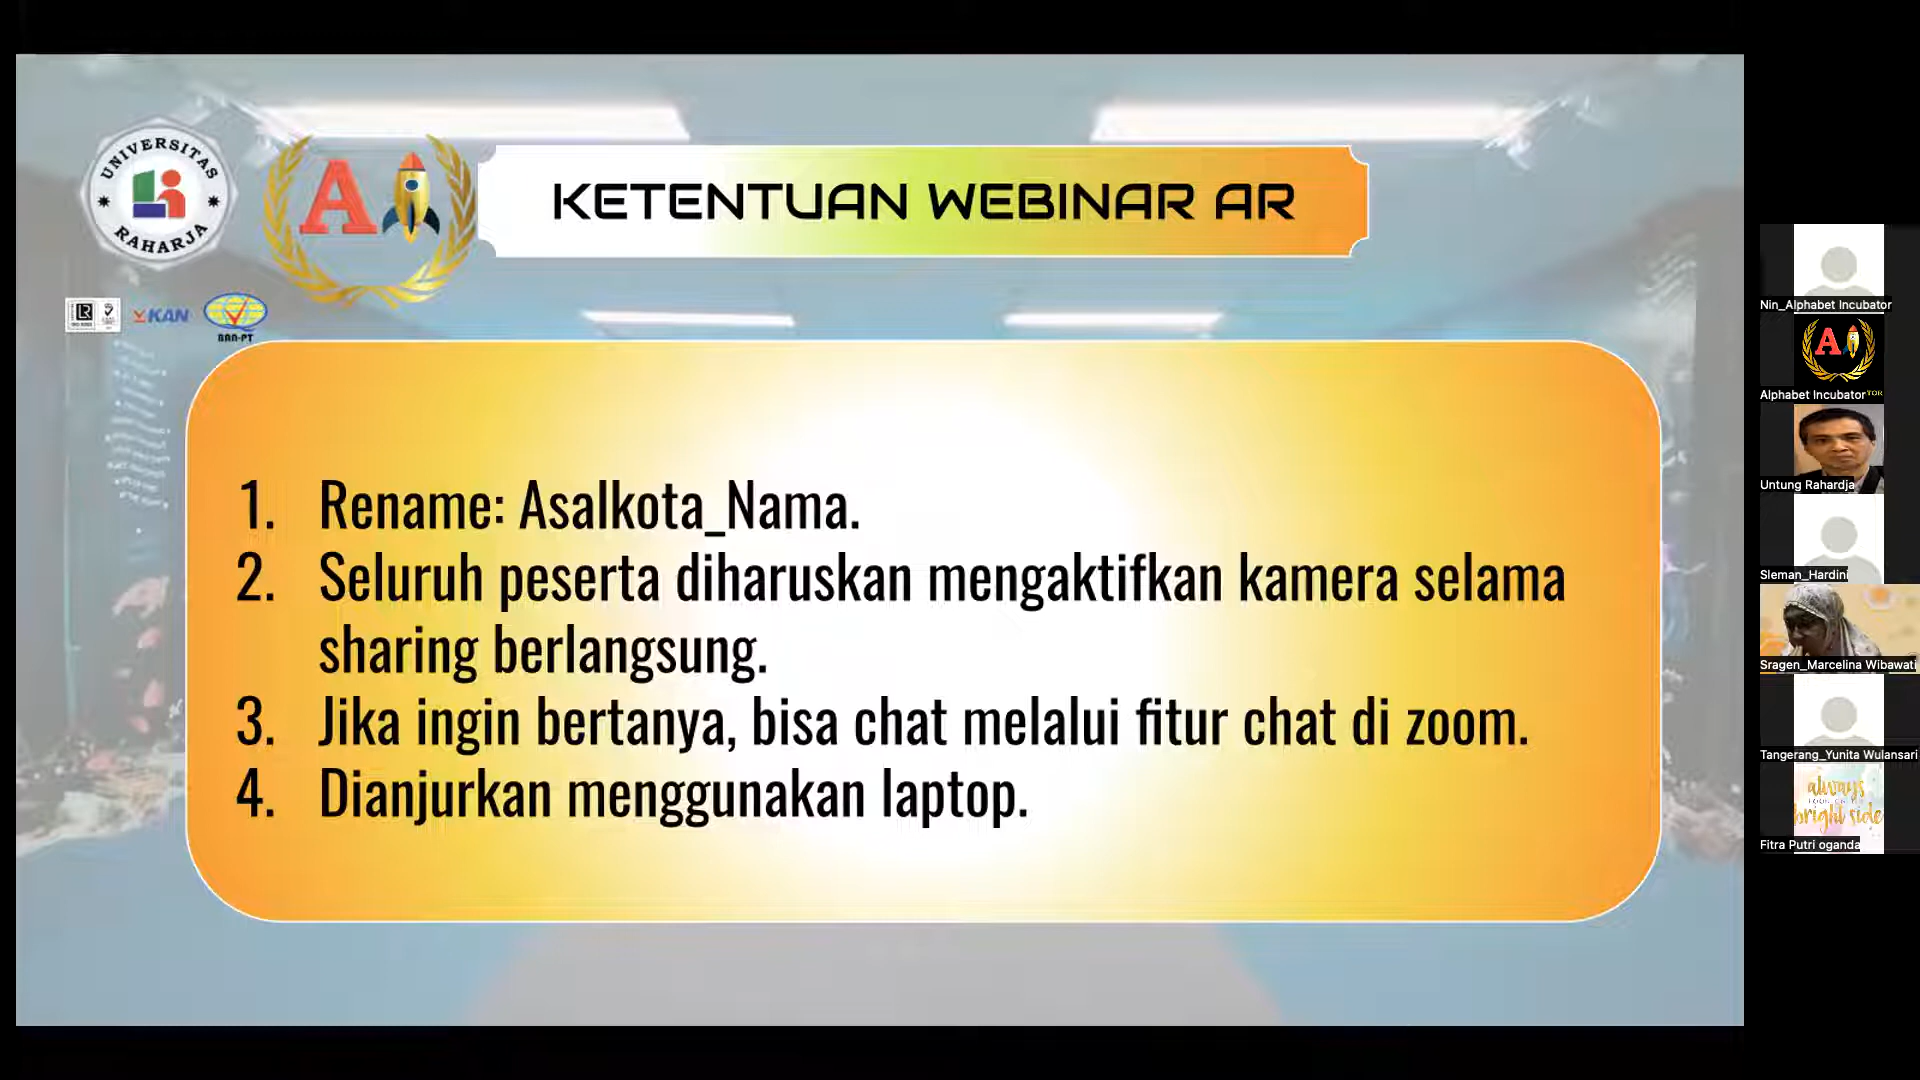 UNIVERSITAS
RAHARJA
A
KETENTUAN WEBINAR AR
LR
KAN
BAN-PT
1. Rename: Asalkota_Nama.
2. Seluruh peserta diharuskan mengaktifkan kamera selama
sharing berlangsung.
3. Jika ingin bertanya, bisa chat melalui fitur chat di zoom.
4. Dianjurkan menggunakan laptop.
Nin_Alphabet Incubator
A
Alphabet Incubator
Untung Rahardja
Sleman_Hardini
Sragen_Marcelina Wibawati
Tangerang_Yunita Wulansari
always
bright side
Fitra Putri oganda